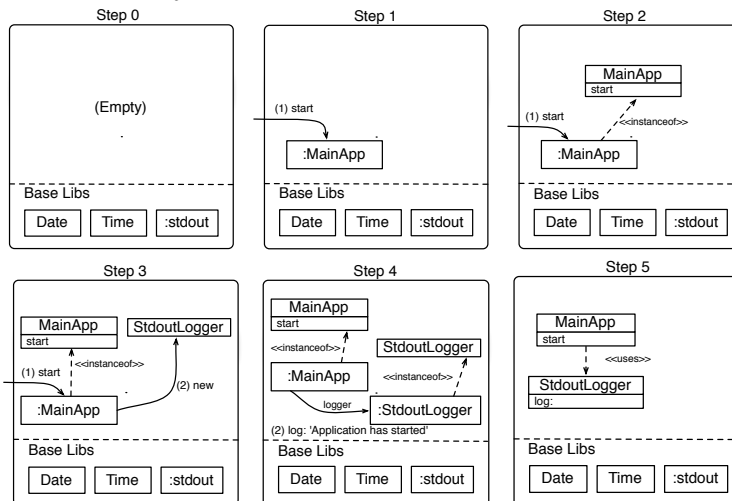 Step 0
(Empty)
Base Libs
Date
Time
:stdout
Step 1
(1) start
:MainApp
Base Libs
Date
Time
:stdout
Step 2
MainApp
start
(1) start
<<instanceof>>
:MainApp
Base Libs
Date
Time
:stdout
Step 3
MainApp
start
StdoutLogger
<<instanceof>>
(1) start
(2) new
:MainApp
Base Libs
Date
Time
:stdout
Step 4
MainApp
start
<<instanceof>>
StdoutLogger
:MainApp
<<instanceof>>
logger
:StdoutLogger
(2) log: 'Application has started'
Base Libs
Date
Time
:stdout
Step 5
MainApp
start
<<uses>>
StdoutLogger
log:
Base Libs
Date
Time
:stdout